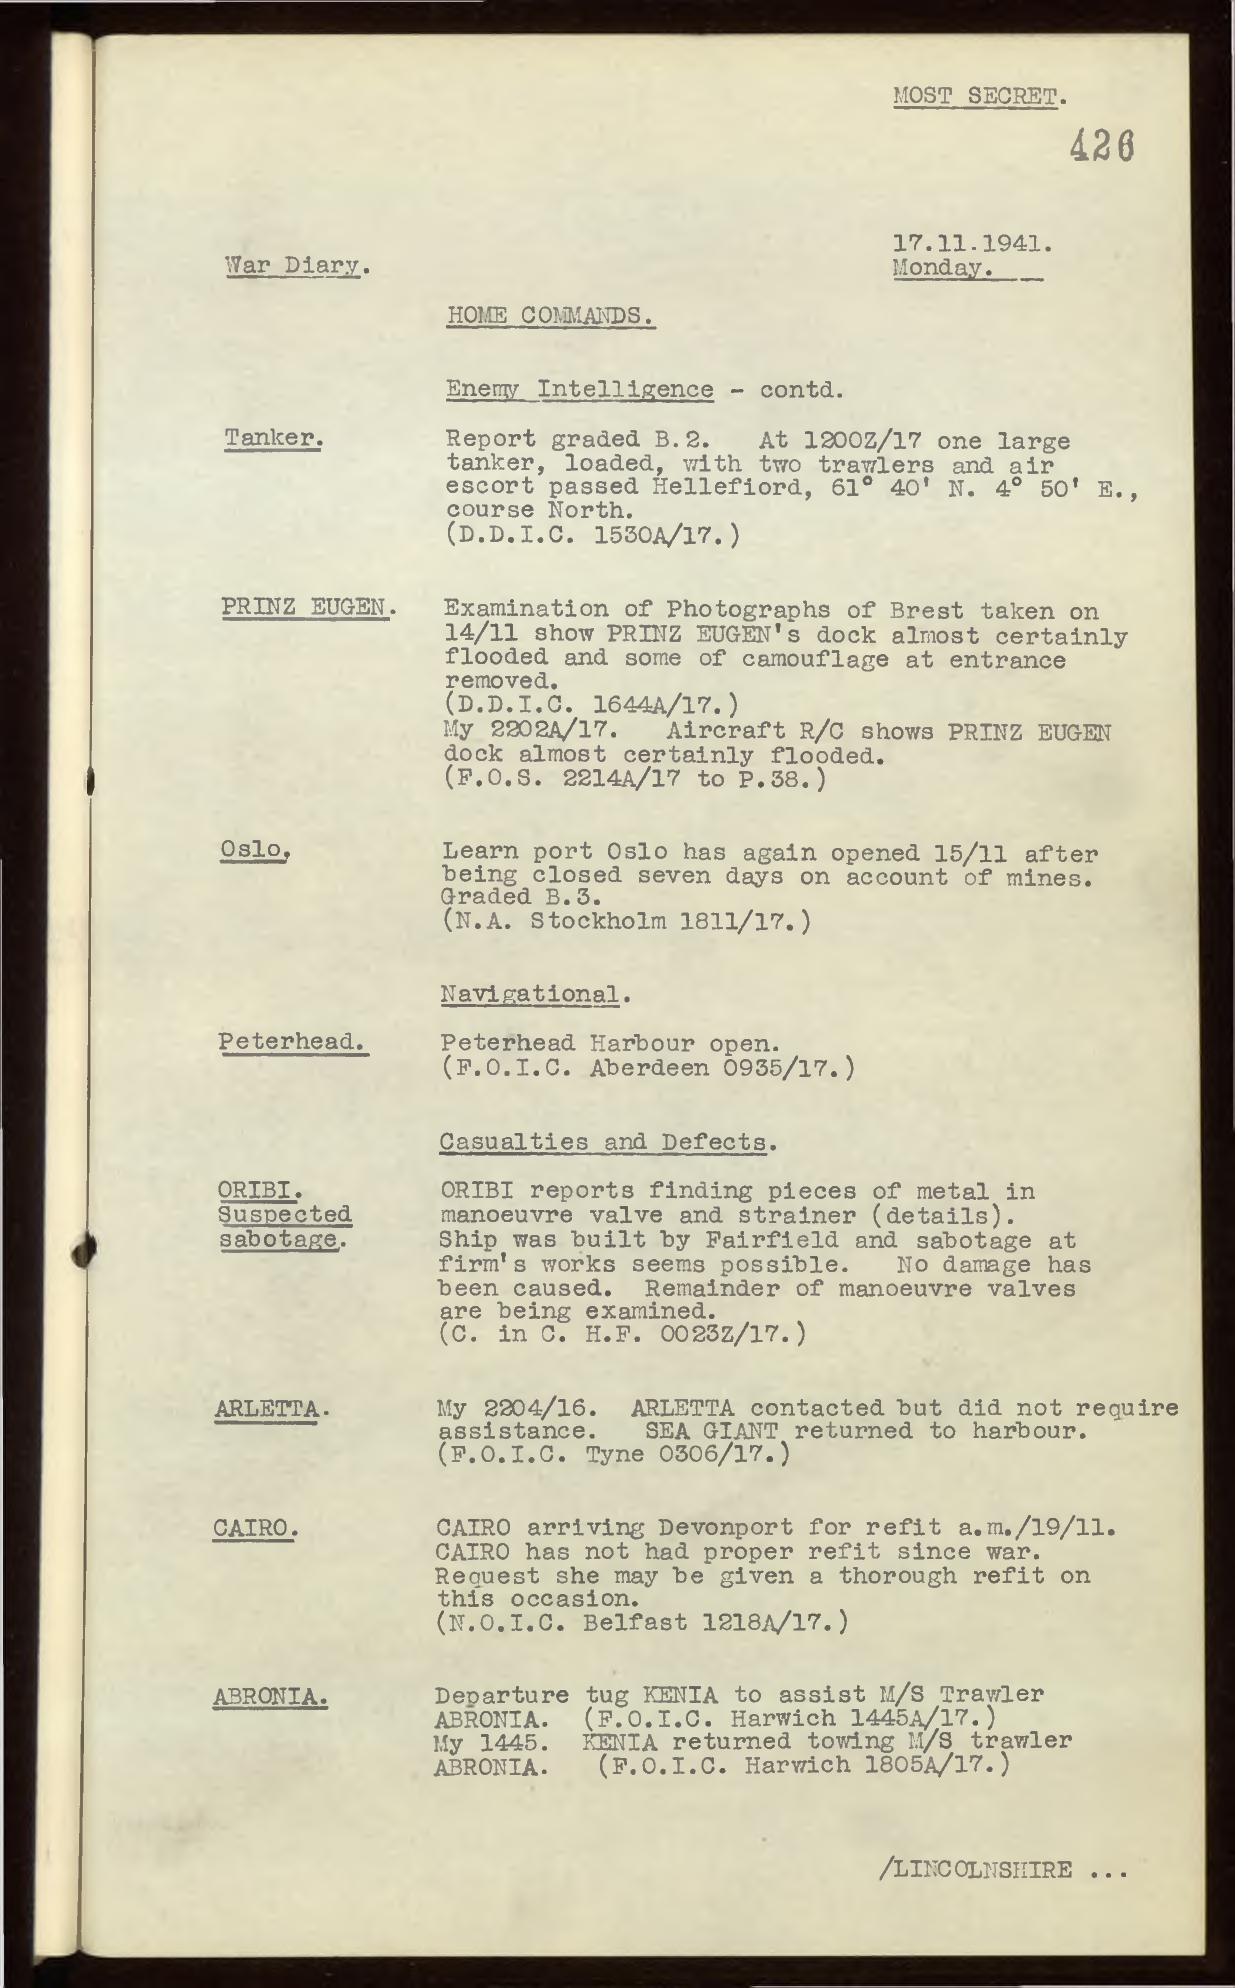 MOST SECRET.
426
17.11.1941.
War Diary.
Monday.
HOME COMMANDS.
Enemy Intelligence - contd.
Tanker.
Report graded B.2. At 1200Z/17 one large
tanker, loaded, with two trawlers and air
escort passed Hellefiord, 61° 40' N. 4° 50' E.,
course North.
(D.D.I.C. 1530A/17.)
PRINZ EUGEN.
Examination of Photographs of Brest taken on
14/11 show PRINZ EUGEN's dock almost certainly
flooded and some of camouflage at entrance
removed.
(D.D.I.C. 1644A/17.)
My 2202A/17. Aircraft R/C shows PRINZ EUGEN
dock almost certainly flooded.
(F.O.S. 2214A/17 to P.38.)
Oslo.
Learn port Oslo has again opened 15/11 after
being closed seven days on account of mines.
Graded B.3.
(N.A. Stockholm 1811/17.)
Navigational.
Peterhead.
Peterhead Harbour open.
(F.O.I.C. Aberdeen 0935/17.)
Casualties and Defects.
ORIBI.
Suspected
sabotage.
ORIBI reports finding pieces of metal in
manoeuvre valve and strainer (details).
Ship was built by Fairfield and sabotage at
firm's works seems possible. No damage has
been caused. Remainder of manoeuvre valves
are being examined.
(C. in C. H.F. 0023Z/17.)
ARLETTA.
My 2204/16. ARLETTA contacted but did not require
assistance. SEA GIANT returned to harbour.
(F.O.I.C. Tyne 0306/17.)
CAIRO.
CAIRO arriving Devonport for refit a.m./19/11.
CAIRO has not had proper refit since war.
Request she may be given a thorough refit on
this occasion.
(N.O.I.C. Belfast 1218A/17.)
ABRONIA.
Departure tug KENIA to assist M/S Trawler
ABRONIA. (F.O.I.C. Harwich 1445A/17.)
My 1445. KENIA returned towing M/S trawler
ABRONIA. (F.O.I.C. Harwich 1805A/17.)
/LINCOLNSHIRE ...